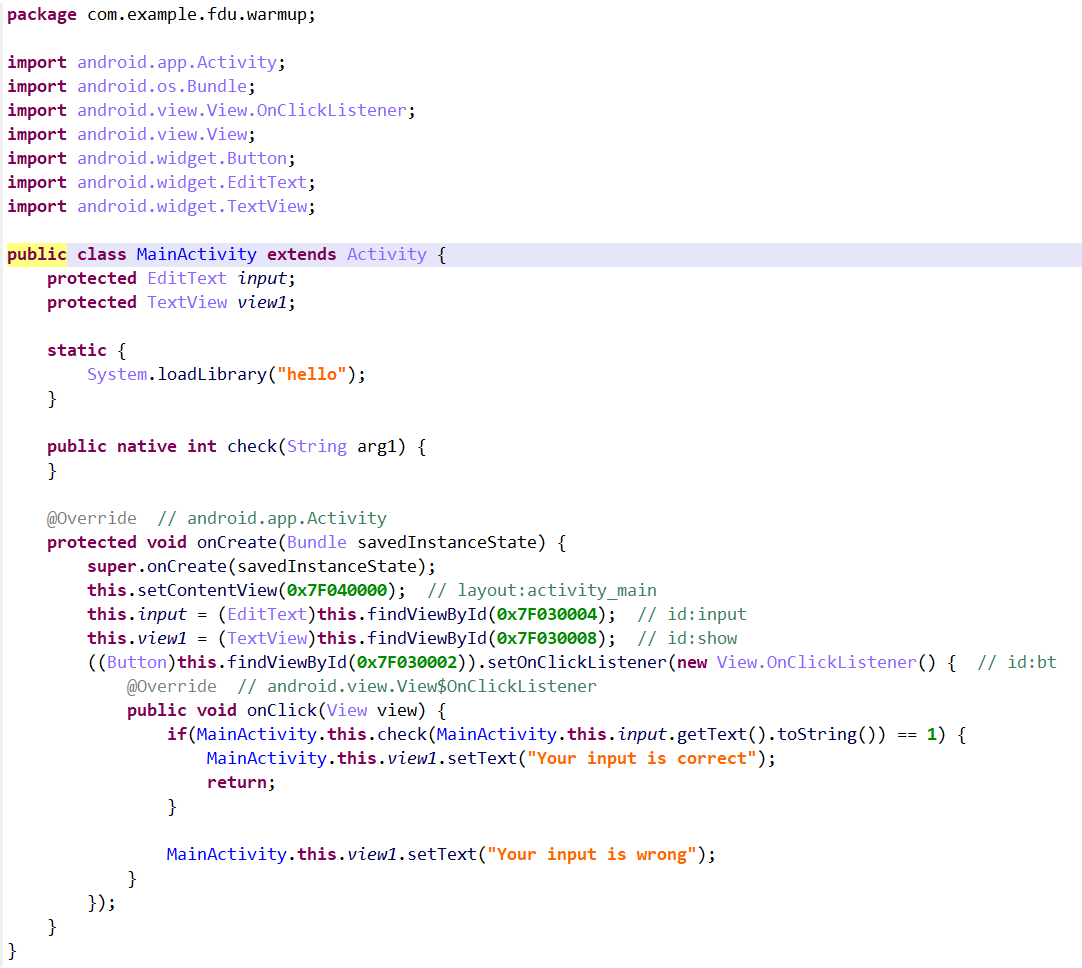 package com.example.fdu.warmup;
import android.app.Activity;
import android.os.Bundle;
import android.view.View.OnClickListener;
import android.view.View;
import android.widget.Button;
import android.widget.EditText;
import android.widget.TextView;
public class MainActivity extends Activity {
protected EditText input;
protected TextView view1;
static {
System.loadLibrary("hello");
}
public native int check(String arg1) {
}
@Override  // android.app.Activity
protected void onCreate(Bundle savedInstanceState) {
super.onCreate(savedInstanceState);
this.setContentView(0x7F040000);  // layout:activity_main
this.input = (EditText)this.findViewById(0x7F030004);  // id:input
this.view1 = (TextView)this.findViewById(0x7F030008);  // id:show
((Button)this.findViewById(0x7F030002)).setOnClickListener(new View.OnClickListener() {  // id:bt
@Override  // android.view.View$OnClickListener
public void onClick(View view) {
if(MainActivity.this.check(MainActivity.this.input.getText().toString()) == 1) {
MainActivity.this.view1.setText("Your input is correct");
return;
}
MainActivity.this.view1.setText("Your input is wrong");
}
});
}
}